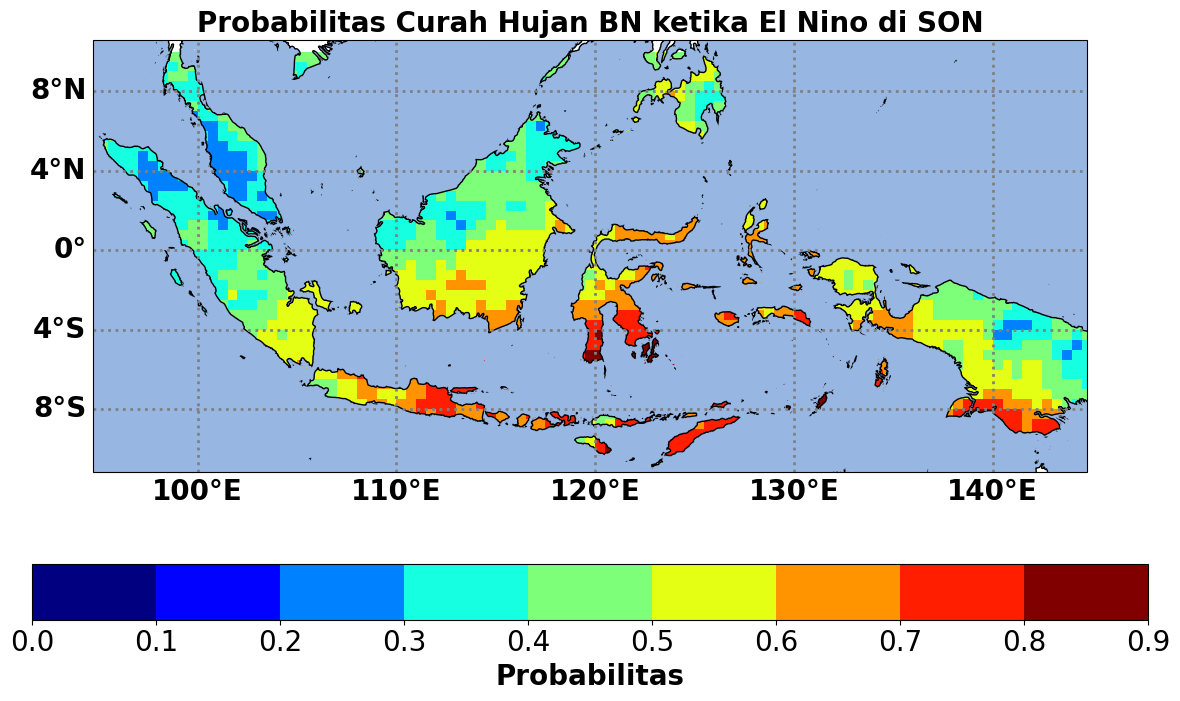 Probabilitas Curah Hujan BN ketika El Nino di SON
8°N
4°N
0°
4°S
8°S
100°E 110°E 120°E 130°E 140°E
0.0 0.1 0.2 0.3 0.4 0.5 0.6 0.7 0.8 0.9
Probabilitas